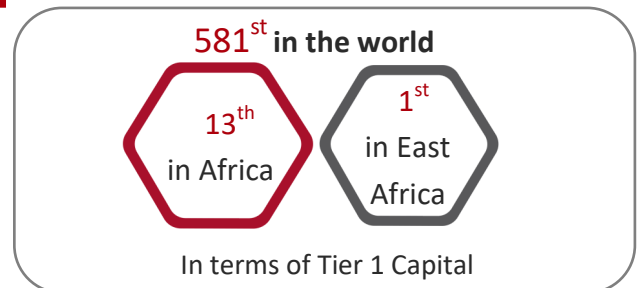 581st in the world
13th
in Africa
1st
in East
Africa
In terms of Tier 1 Capital